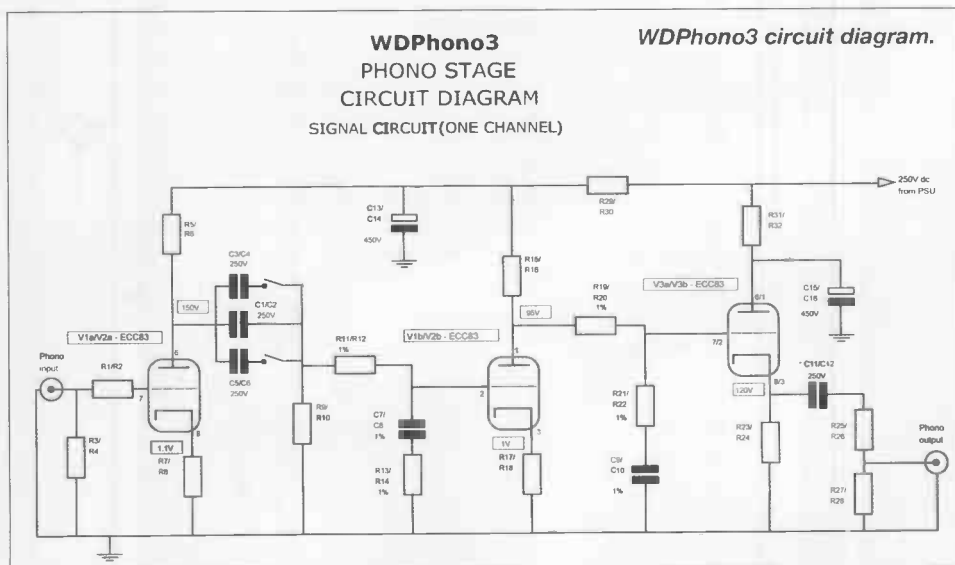 WDPhono3 circuit diagram.
WDPhono3
PHONO STAGE
CIRCUIT DIAGRAM
SIGNAL CIRCUIT(ONE CHANNEL)
250V dc
from PSU
R5/
R6
C13/
C14
450V
R29/
R30
R31/
R32
C3/C4
250V
R15/
R16
C15/
C16
450V
150V
C1/C2
250V
95V
R19/
R20
1%
V3a/V3b - ECC83
6/1
7/2
8/3
V1a/V2a - ECC83
6
7
8
C5/C6
250V
R11/R12
1%
V1b/V2b - ECC83
1
2
3
Phono
input
R1/R2
R3/
R4
1.1V
R7/
R8
R9/
R10
C7/
C8
1%
R13/
R14
1%
1V
R17/
R18
R21/
R22
1%
C9/
C10
1%
120V
R23/
R24
C11/C12
250V
R25/
R26
R27/
R28
Phono
output